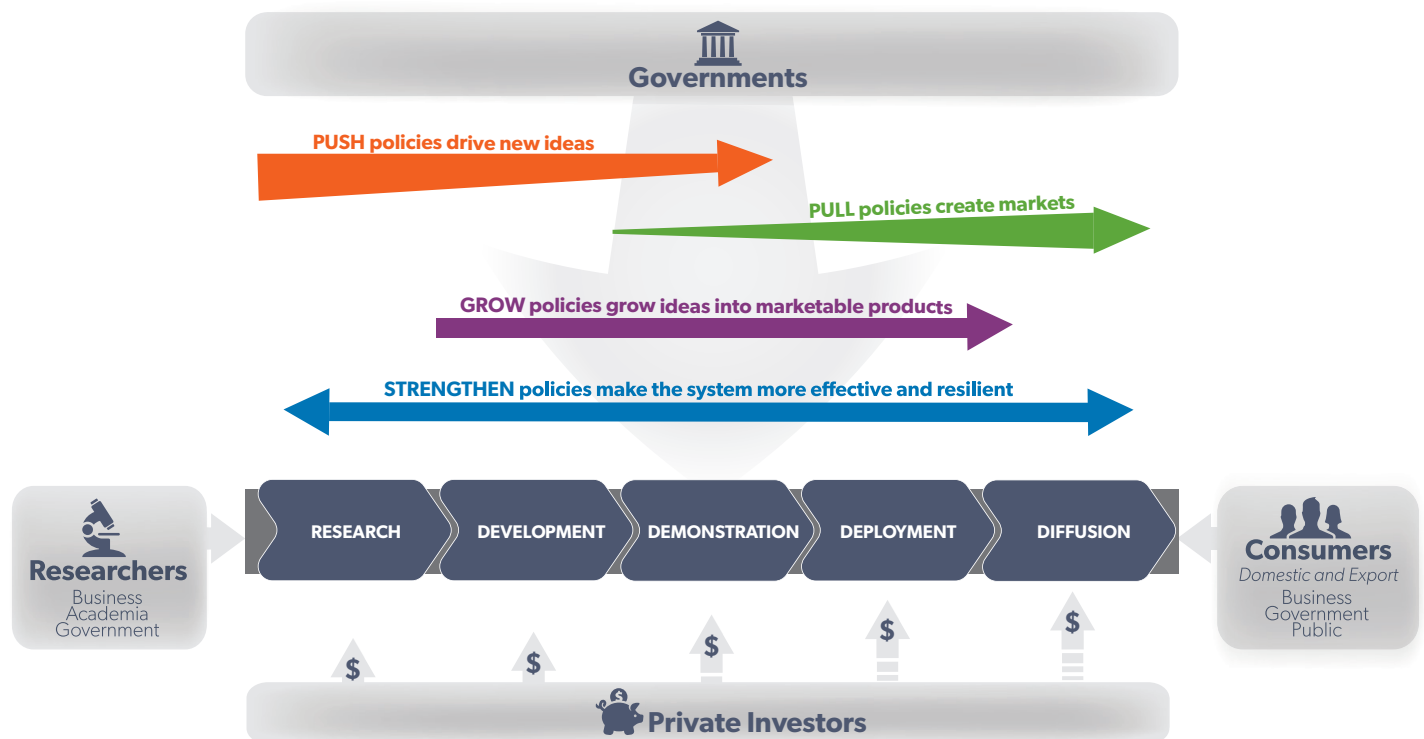 Governments
PUSH policies drive new ideas
PULL policies create markets
GROW policies grow ideas into marketable products
STRENGTHEN policies make the system more effective and resilient
Researchers
Business
Academia
Government
RESEARCH
DEVELOPMENT
DEMONSTRATION
DEPLOYMENT
DIFFUSION
Consumers
Domestic and Export
Business
Government
Public
$
$
$
$
$
$
Private Investors